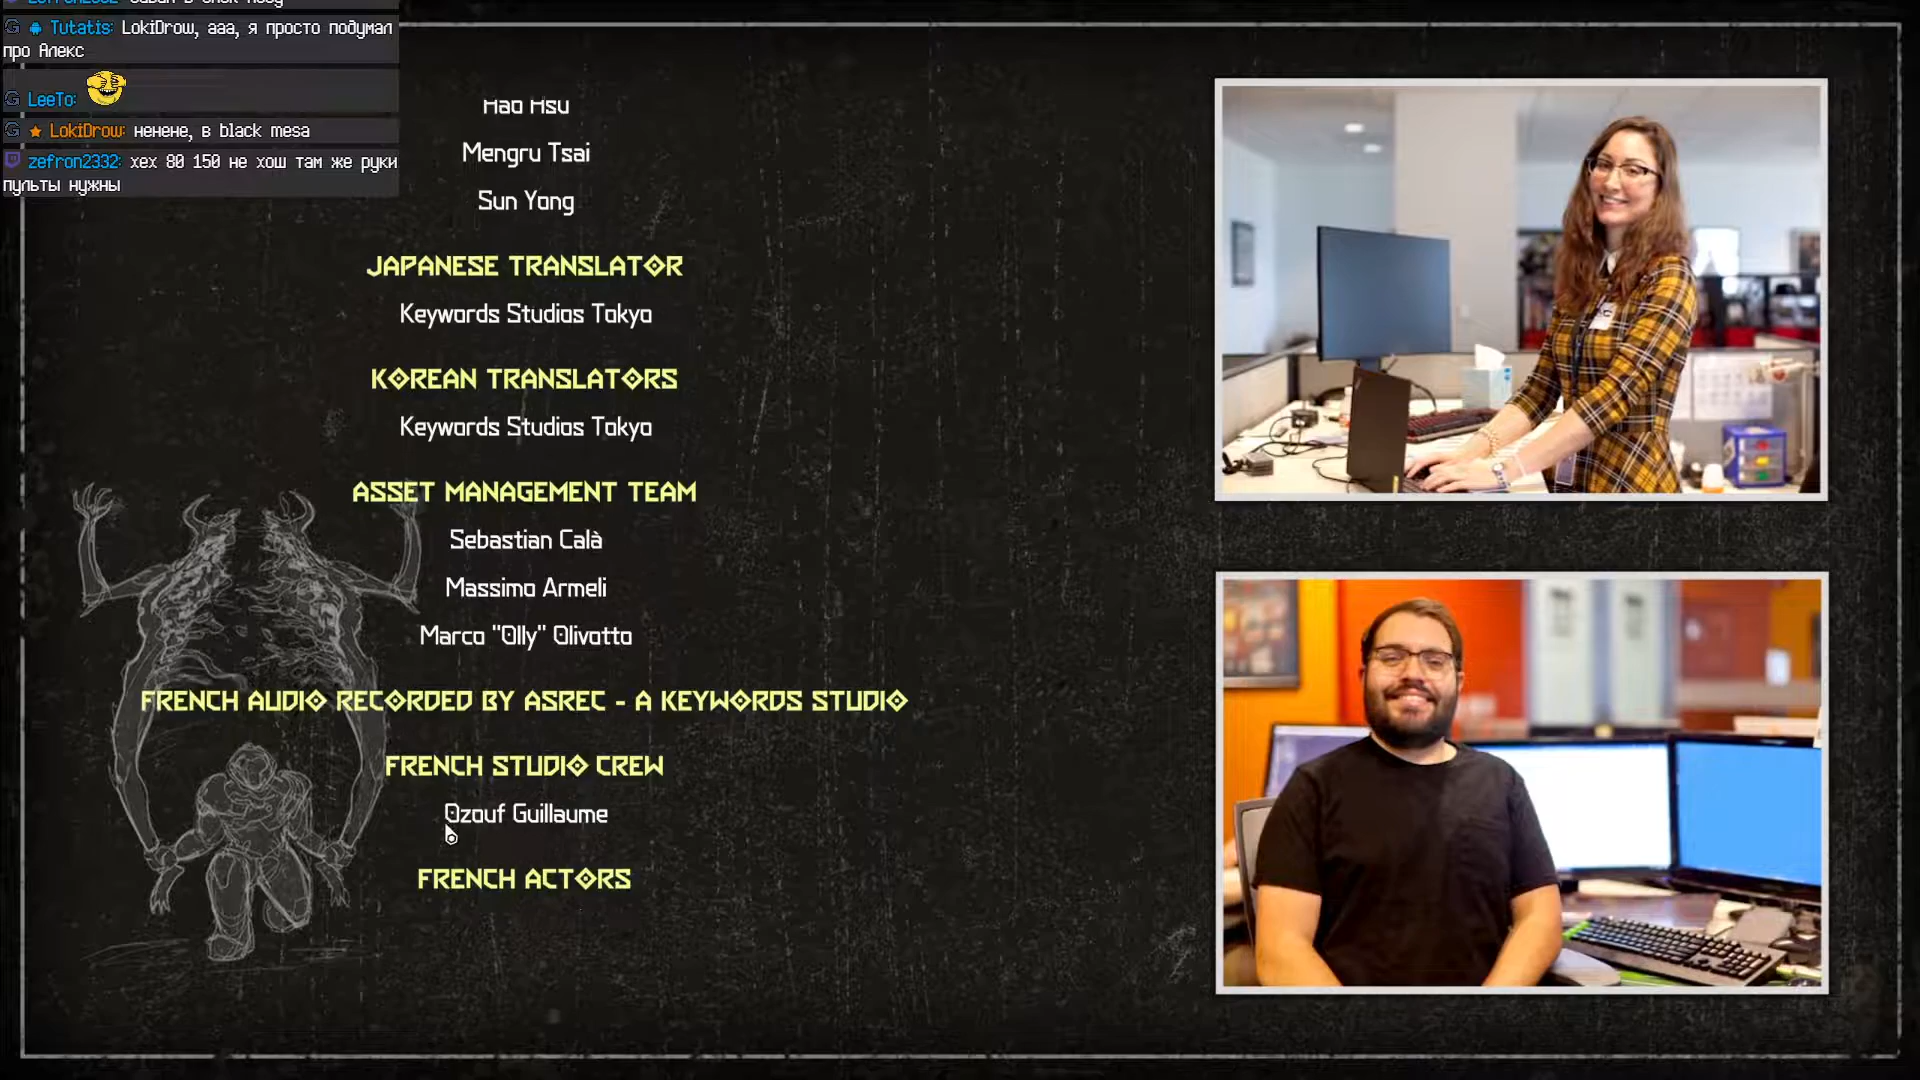 Tutatis: LokiDrow, ааа, я просто подумал
про Алекс
LeeTo:
LokiDrow: ненене, в black mesa
zefron2332: хех 80 150 не хош там же руки
пульты нужны
Hao Hsu
Mengru Tsai
Sun Yong
JAPANESE TRANSLATOR
Keywords Studios Tokyo
KOREAN TRANSLATORS
Keywords Studios Tokyo
ASSET MANAGEMENT TEAM
Sebastian Calà
Massimo Armeli
Marco "Olly" Olivotto
FRENCH AUDIO RECORDED BY ASREC - A KEYWORDS STUDIO
FRENCH STUDIO CREW
Ozouf Guillaume
FRENCH ACTORS